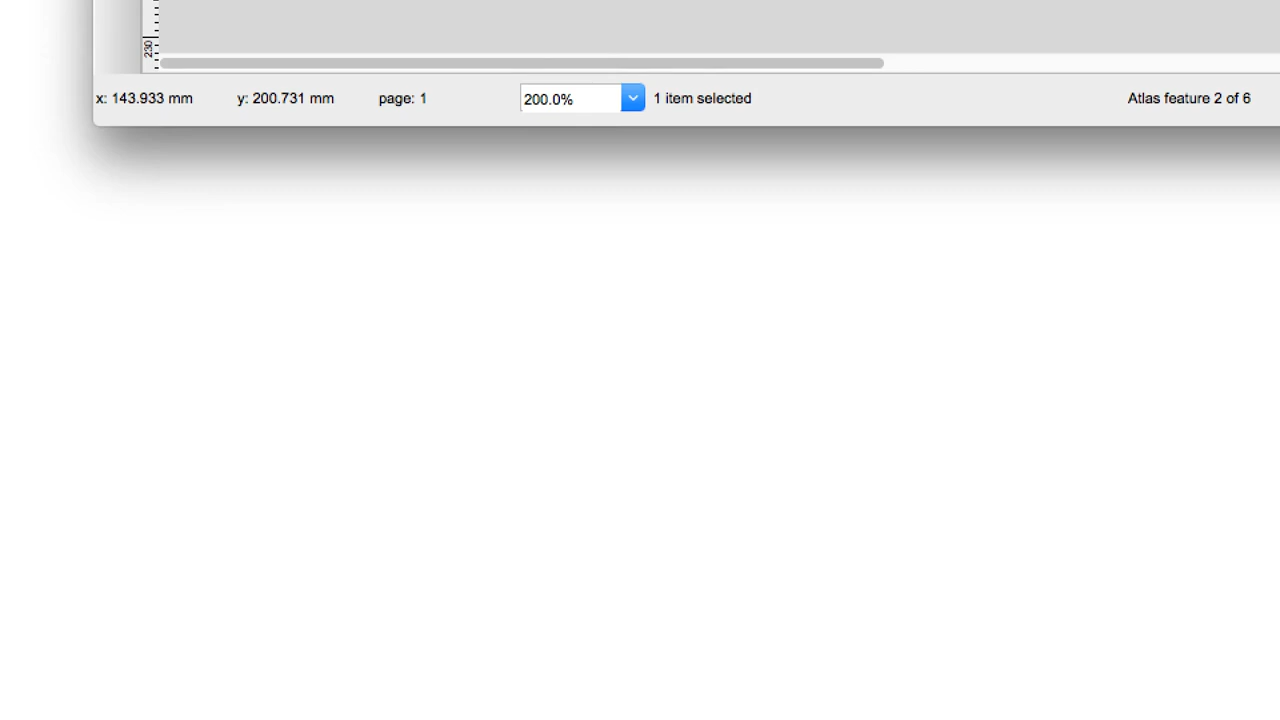 230
x: 143.933 mm y: 200.731 mm page: 1 200.0% 1 item selected Atlas feature 2 of 6